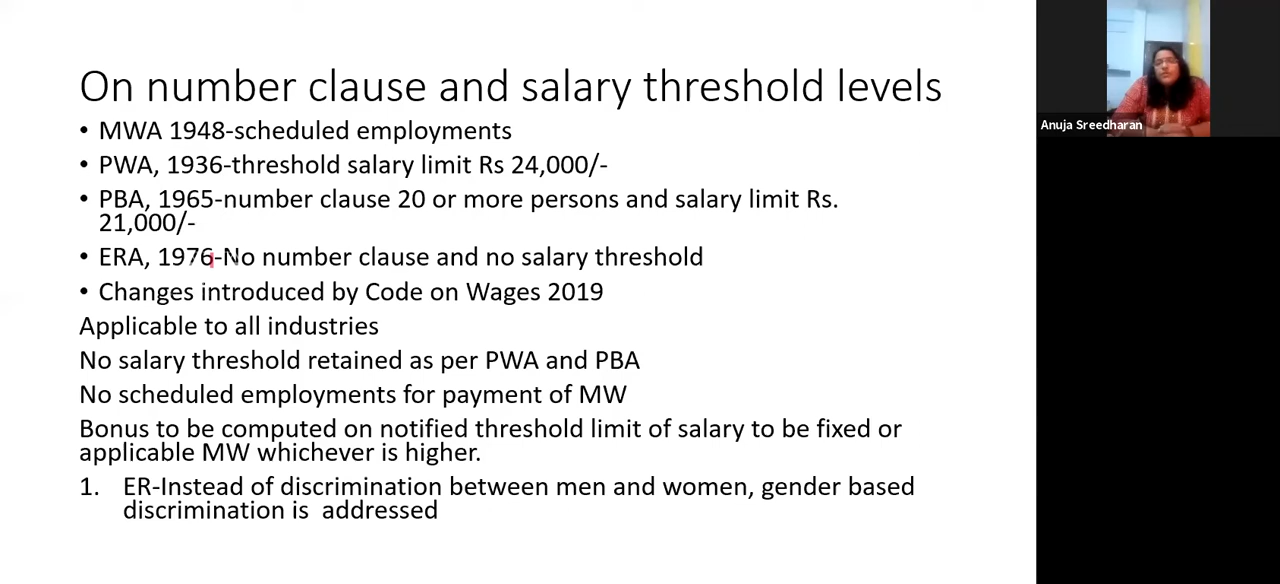 On number clause and salary threshold levels
• MWA 1948-scheduled employments
• PWA, 1936-threshold salary limit Rs 24,000/-
• PBA, 1965-number clause 20 or more persons and salary limit Rs.
21,000/-
• ERA, 1976-No number clause and no salary threshold
• Changes introduced by Code on Wages 2019
Applicable to all industries
No salary threshold retained as per PWA and PBA
No scheduled employments for payment of MW
Bonus to be computed on notified threshold limit of salary to be fixed or
applicable MW whichever is higher.
1. ER-Instead of discrimination between men and women, gender based
discrimination is addressed
Anuja Sreedharan